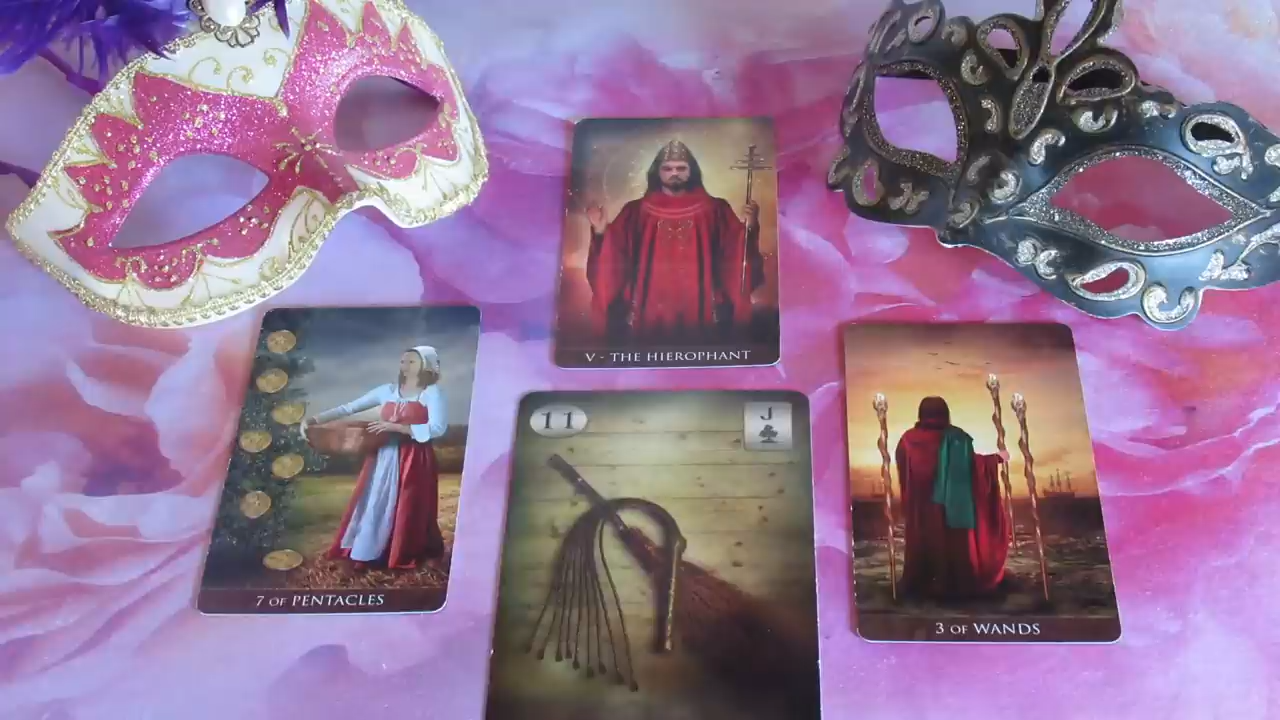 V - THE HIEROPHANT
7 OF PENTACLES
11
J
3 OF WANDS